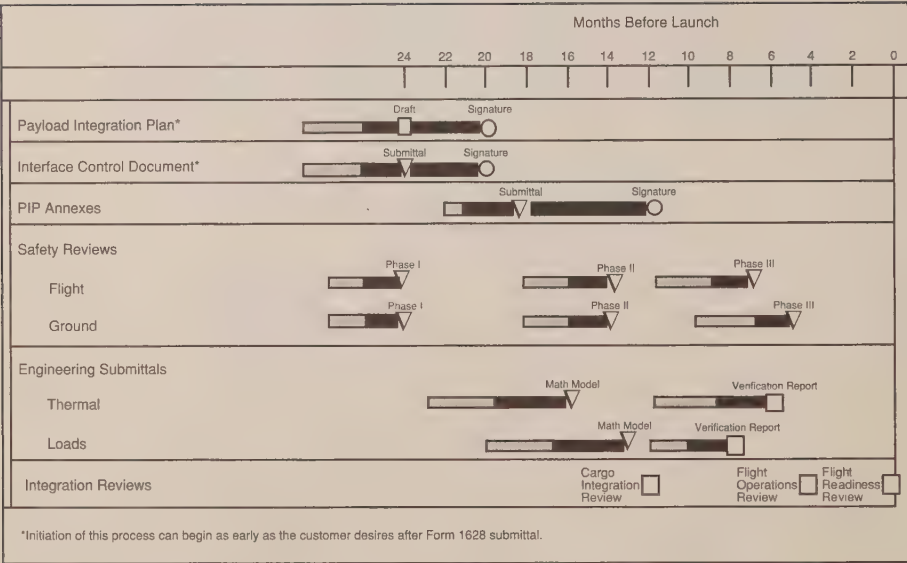 Months Before Launch
24 22 20 18 16 14 12 10 8 6 4 2 0
Draft Signature
Payload Integration Plan*
Submittal Signature
Interface Control Document*
Submittal Signature
PIP Annexes
Safety Reviews
Phase I Phase II Phase III
Flight
Phase I Phase II Phase III
Ground
Engineering Submittals
Math Model Verification Report
Thermal
Math Model Verification Report
Loads
Integration Reviews
Cargo
Integration
Review
Flight
Operations
Review
Flight
Readiness
Review
*Initiation of this process can begin as early as the customer desires after Form 1628 submittal.